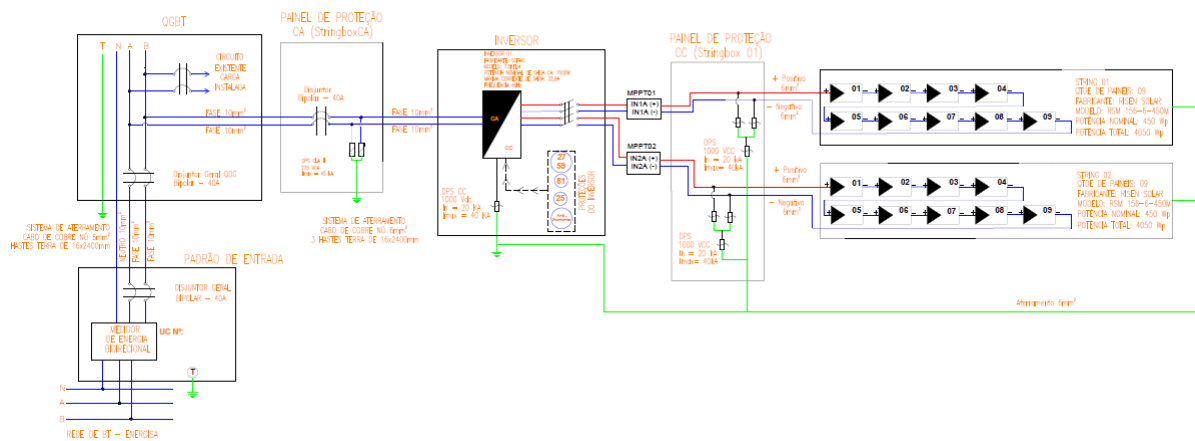 QGBT
T N A B
CIRCUITO
EXISTENTE
CARGA
INSTALADA
FASE 10mm²
FASE 10mm²
Disjuntor Geral QDG
Bipolar - 40A
SISTEMA DE ATERRAMENTO
CABO DE COBRE NÚ 6mm²
HASTES TERRA DE 16x2400mm
NEUTRO 10mm²
FASE 10mm²
FASE 10mm²
PADRÃO DE ENTRADA
DISJUNTOR GERAL
BIPOLAR - 40A
MEDIDOR
DE ENERGIA
BIDIRECIONAL
UC Nº:
T
N
A
B
REDE DE BT - ENERGISA
PAINEL DE PROTEÇÃO
CA (StringboxCA)
Disjuntor
Bipolar - 40A
FASE 10mm²
FASE 10mm²
SISTEMA DE ATERRAMENTO
CABO DE COBRE NÚ 6mm²
3 HASTES TERRA DE 16x2400mm
INVERSOR
INVERSOR 01
CA
CC
DPS CC
1000 Vdc
In = 20 KA
Imax = 40 KA
27
59
81
25
PROTEÇÕES
DO INVERSOR
MPPT01
IN1A (+)
IN1A (-)
MPPT02
IN2A (+)
IN2A (-)
PAINEL DE PROTEÇÃO
CC (Stringbox 01)
DPS
1000 VCC
In = 20 kA
Imax= 40kA
DPS
1000 VCC
In = 20 kA
Imax= 40kA
+ Positivo
6mm²
- Negativo
6mm²
+ Positivo
6mm²
- Negativo
6mm²
01 02 03 04
05 06 07 08 09
STRING 01
QTDE DE PAINEIS: 09
FABRICANTE: RISEN SOLAR
MODELO: RSM 156-6-450M
POTÊNCIA NOMINAL: 450 Wp
POTÊNCIA TOTAL: 4050 Wp
01 02 03 04
05 06 07 08 09
STRING 02
QTDE DE PAINEIS: 09
FABRICANTE: RISEN SOLAR
MODELO: RSM 156-6-450M
POTÊNCIA NOMINAL: 450 Wp
POTÊNCIA TOTAL: 4050 Wp
Aterramento 6mm²